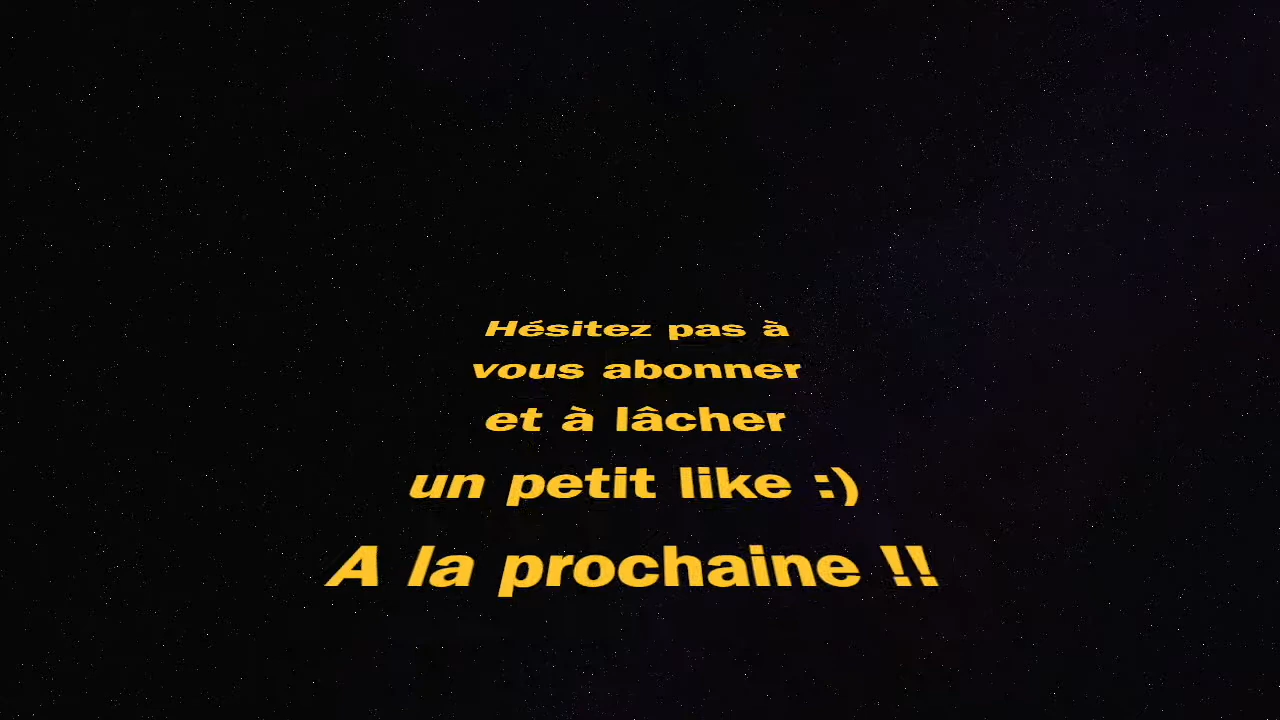 Hésitez pas à
vous abonner
et à lâcher
un petit like :)
A la prochaine !!